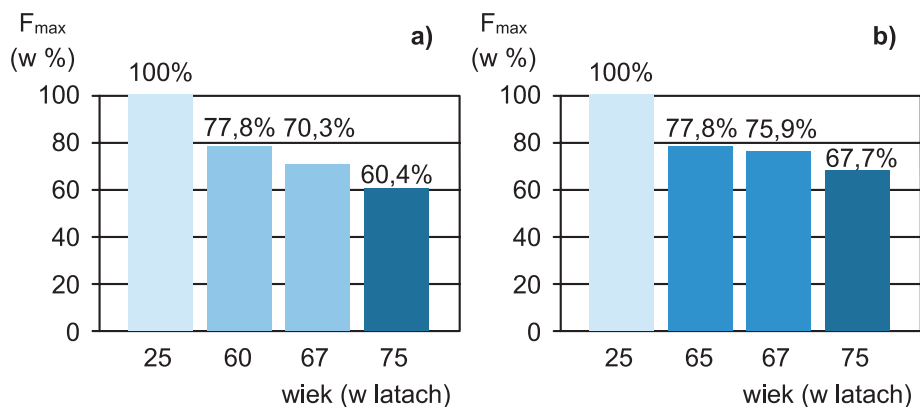 F_max
(w %)
a)
100%
77,8% 70,3%
60,4%
100
80
60
40
20
0
25 60 67 75
wiek (w latach)
F_max
(w %)
b)
100%
77,8% 75,9%
67,7%
100
80
60
40
20
0
25 65 67 75
wiek (w latach)